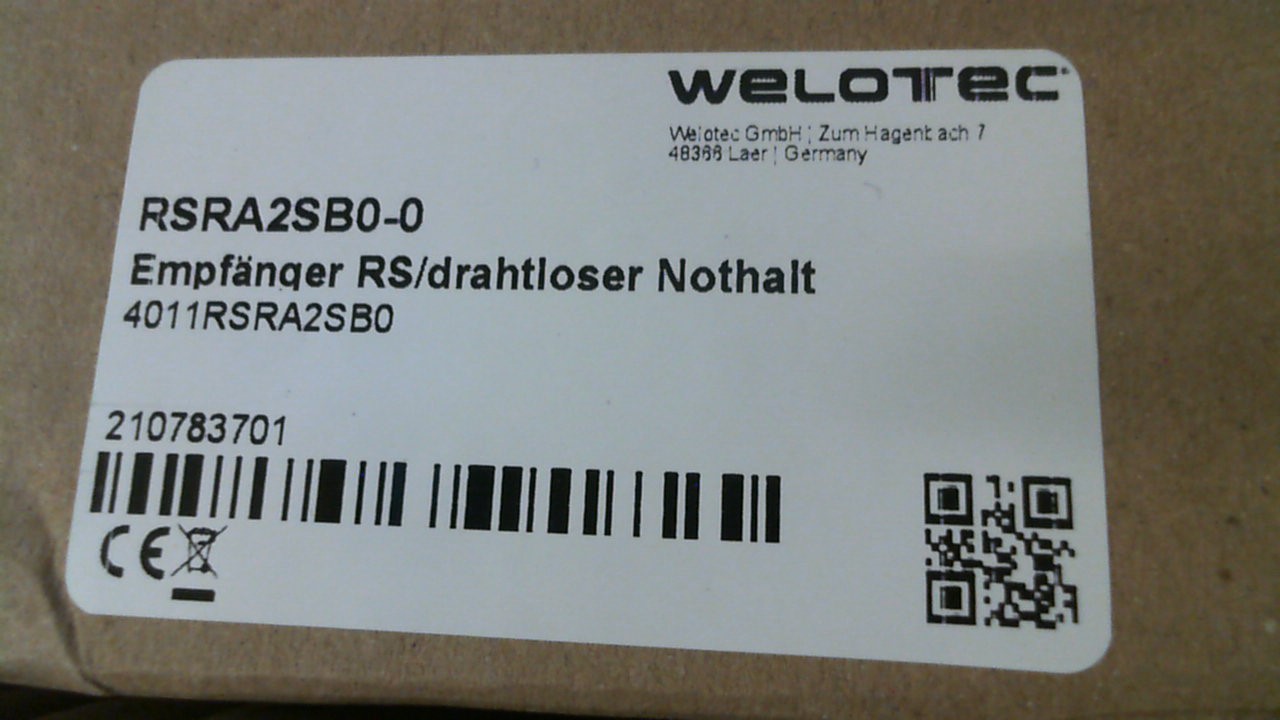 WELOTEC
Welotec GmbH | Zum Hagenbach 7
48366 Laer | Germany
RSRA2SB0-0
Empfänger RS/drahtloser Nothalt
4011RSRA2SB0
210783701
CE